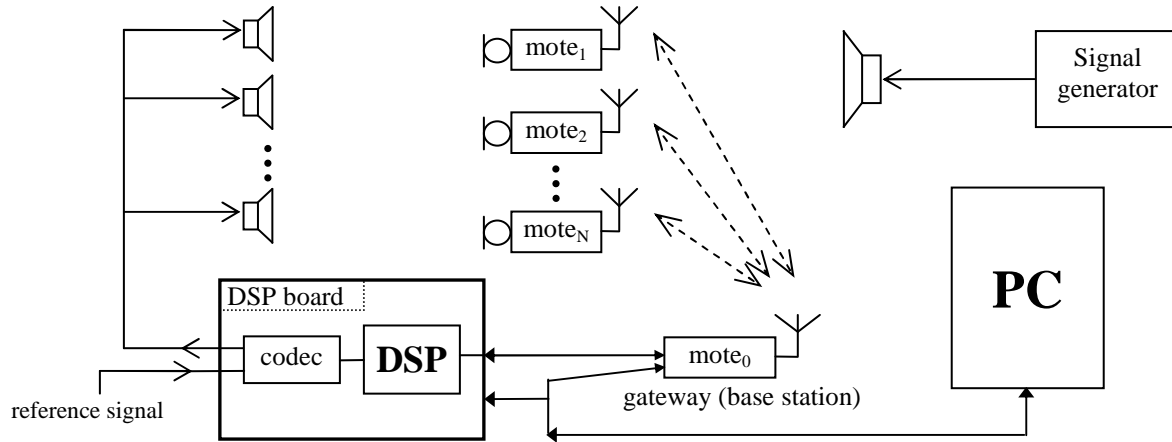 mote₁
Signal
generator
mote₂
moteN
DSP board
codec
DSP
reference signal
mote₀
gateway (base station)
PC